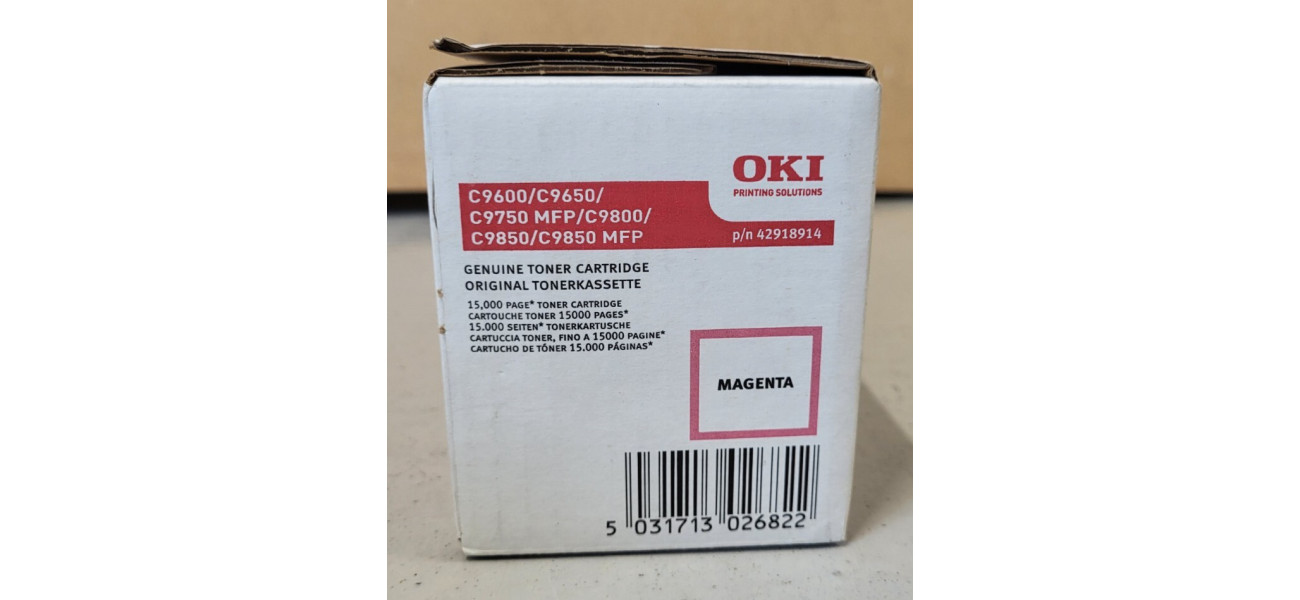 OKI
PRINTING SOLUTIONS
C9600/C9650/
C9750 MFP/C9800/
C9850/C9850 MFP
p/n 42918914
GENUINE TONER CARTRIDGE
ORIGINAL TONERKASSETTE
15,000 PAGE* TONER CARTRIDGE
CARTOUCHE TONER 15000 PAGES*
15.000 SEITEN* TONERKARTUSCHE
CARTUCCIA TONER, FINO A 15000 PAGINE*
CARTUCHO DE TÓNER 15.000 PÁGINAS*
MAGENTA
5 031713 026822